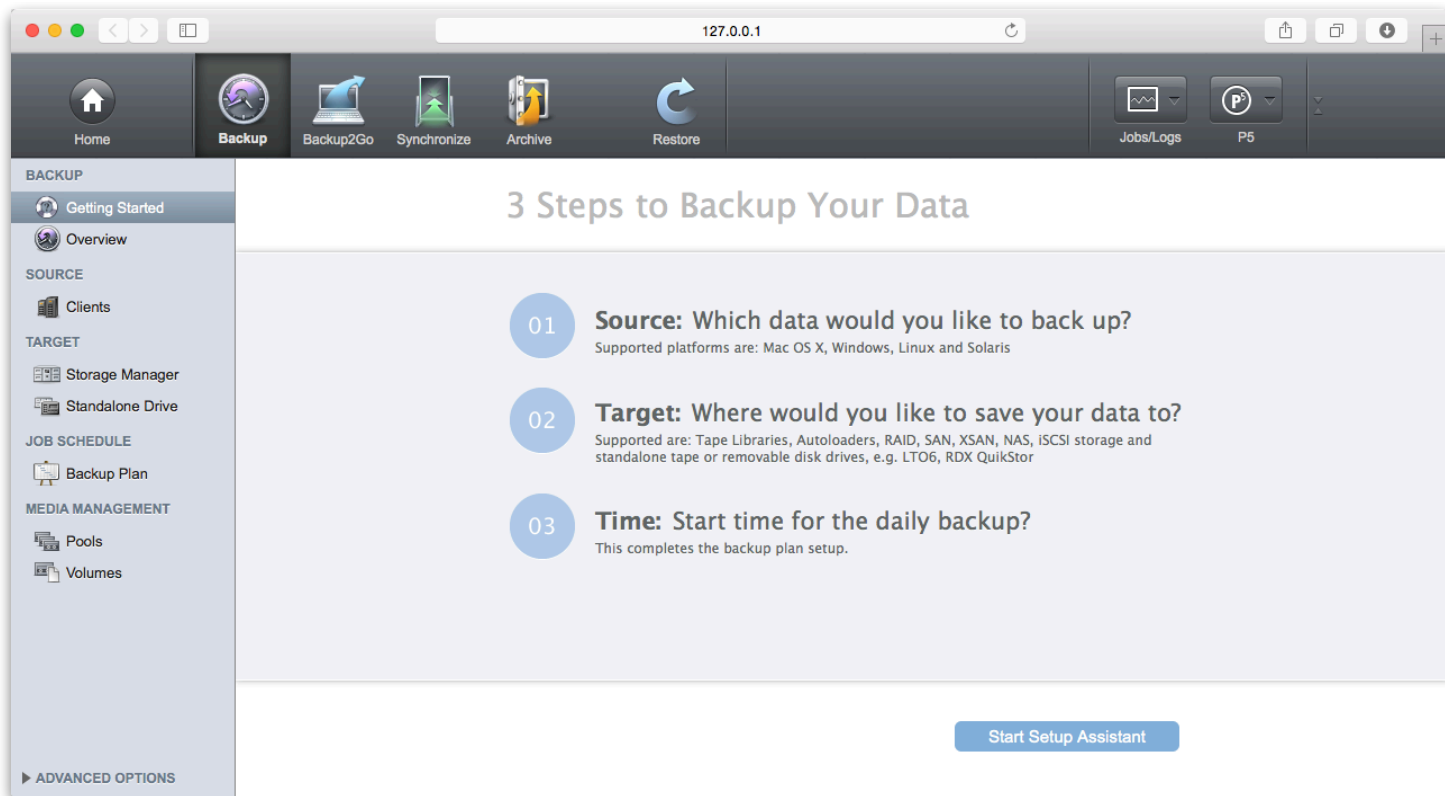 127.0.0.1
Home
Backup
Backup2Go
Synchronize
Archive
Restore
Jobs/Logs
P5
P5
BACKUP
Getting Started
Overview
SOURCE
Clients
TARGET
Storage Manager
Standalone Drive
JOB SCHEDULE
Backup Plan
MEDIA MANAGEMENT
Pools
Volumes
ADVANCED OPTIONS
3 Steps to Backup Your Data
01
Source: Which data would you like to back up?
Supported platforms are: Mac OS X, Windows, Linux and Solaris
02
Target: Where would you like to save your data to?
Supported are: Tape Libraries, Autoloaders, RAID, SAN, XSAN, NAS, iSCSI storage and
standalone tape or removable disk drives, e.g. LTO6, RDX QuikStor
03
Time: Start time for the daily backup?
This completes the backup plan setup.
Start Setup Assistant